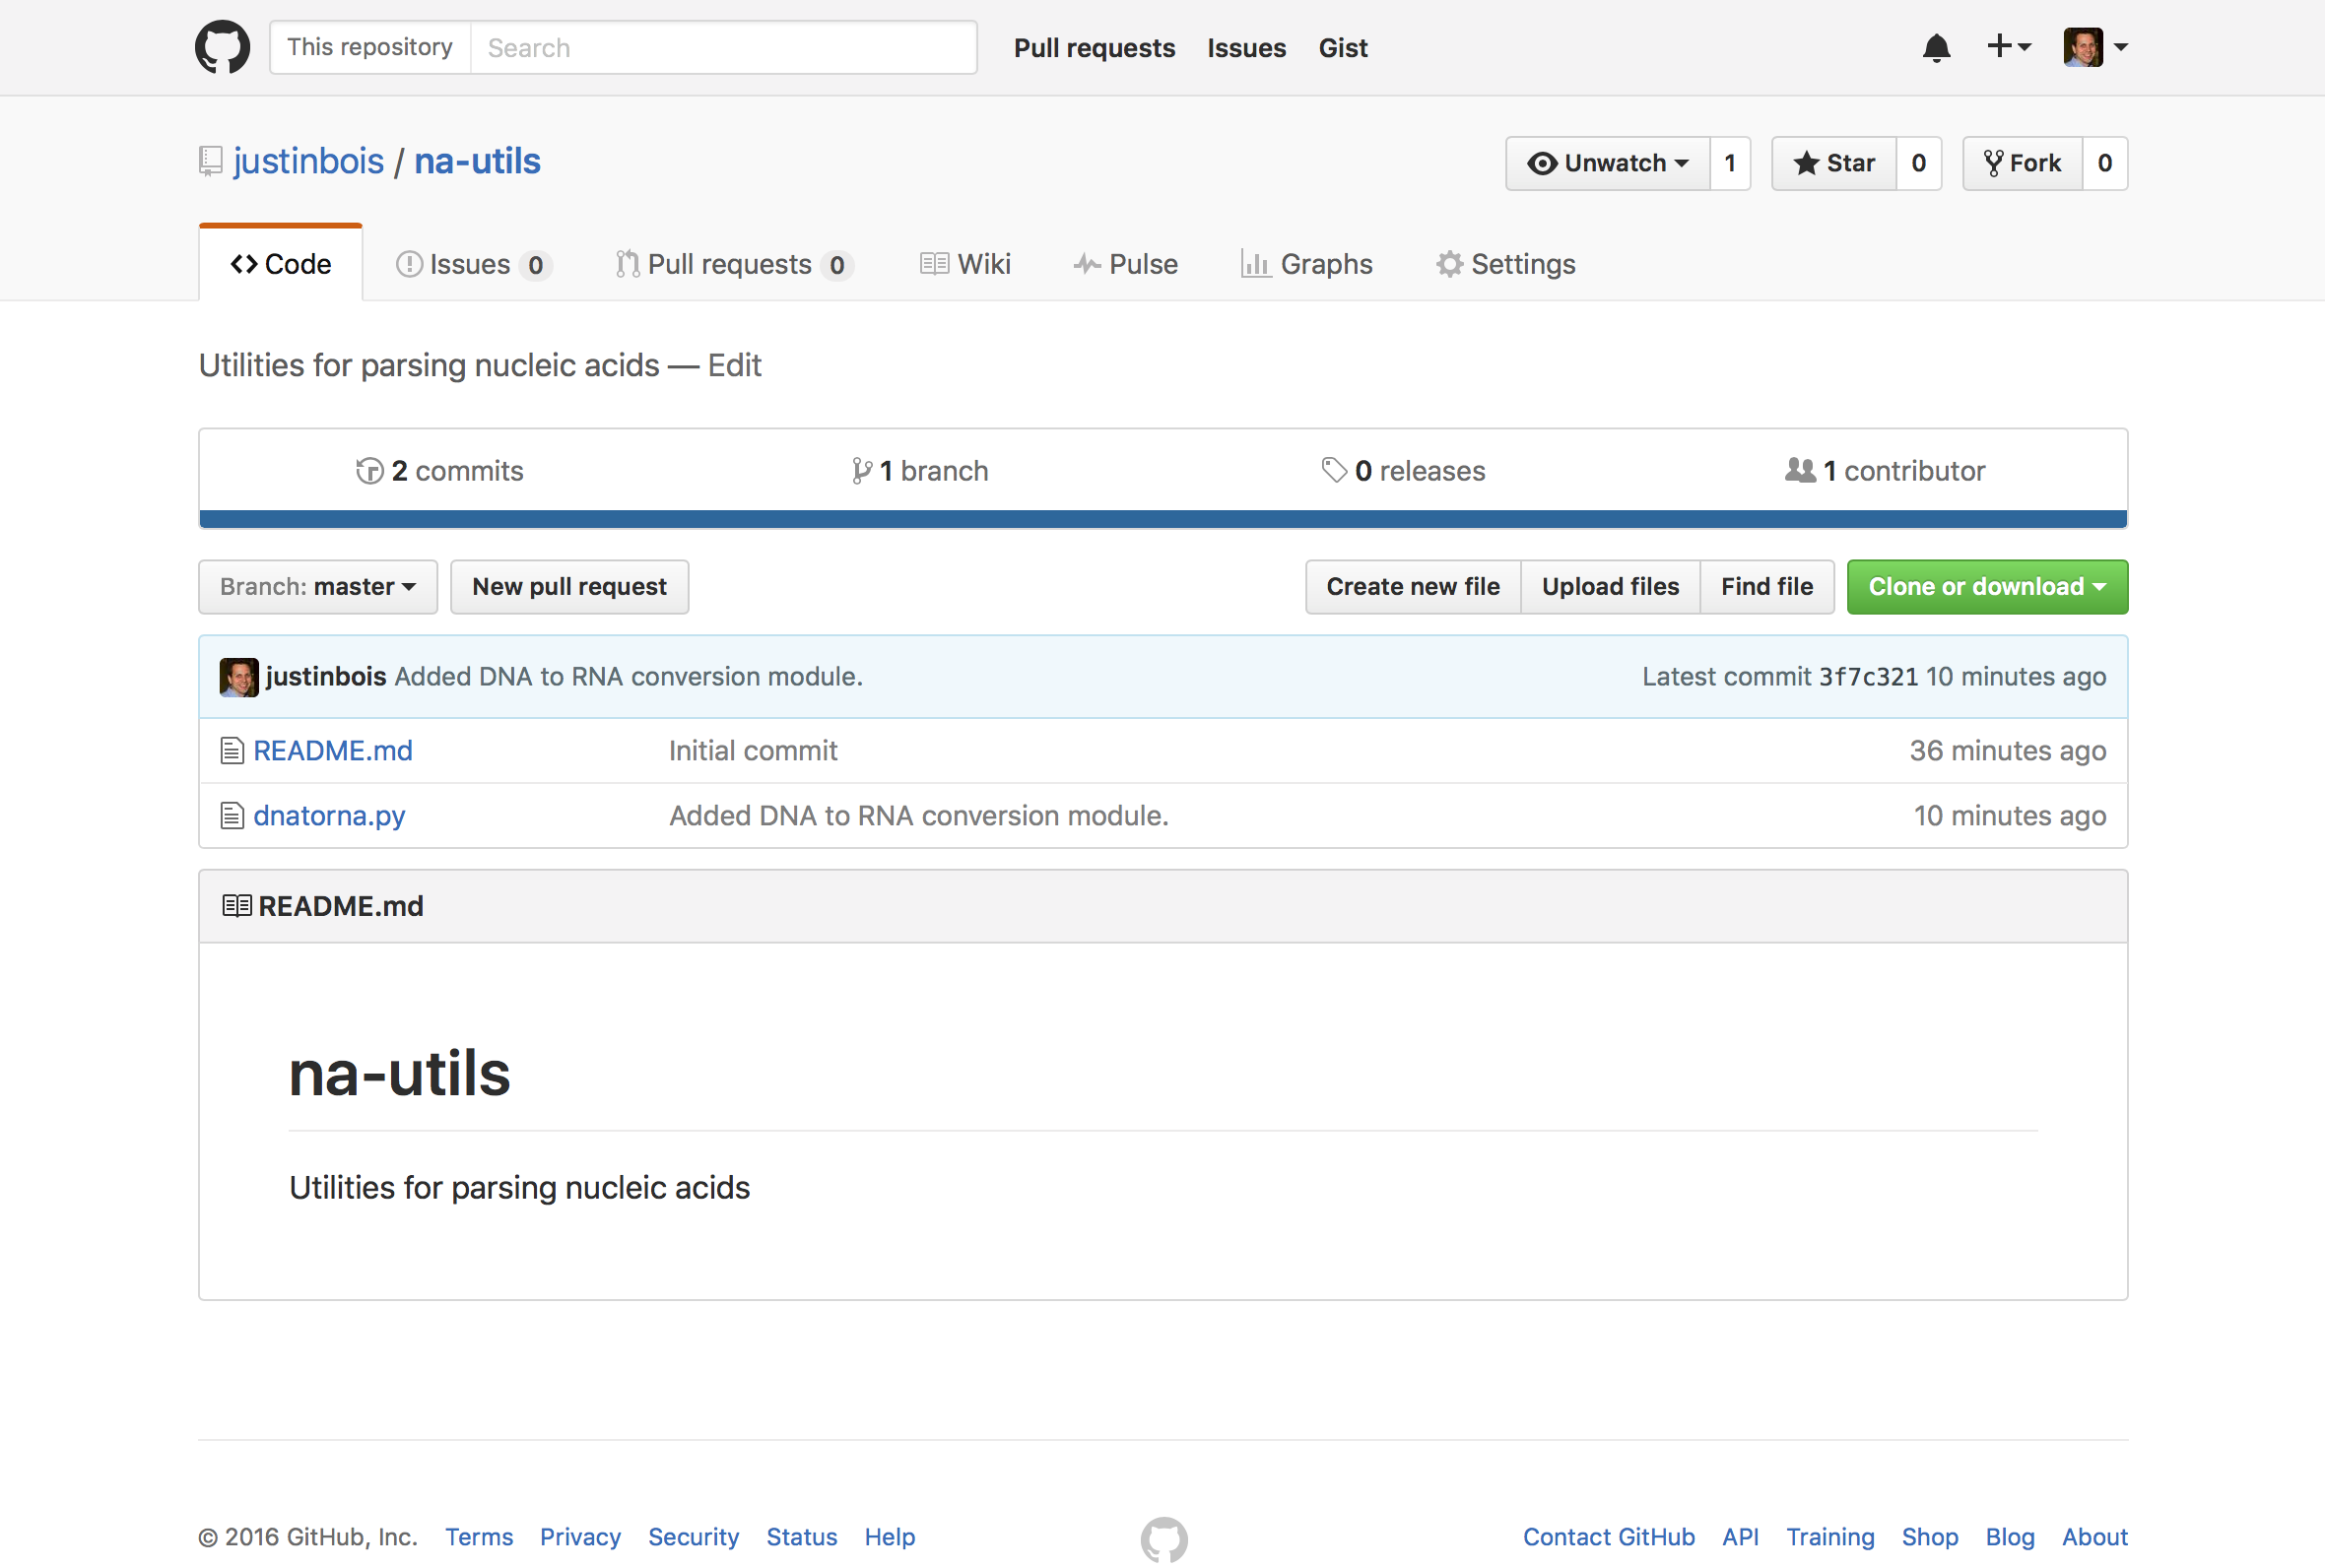 This repository Search Pull requests Issues Gist
justinbois / na-utils Unwatch 1 Star 0 Fork 0
Code Issues 0 Pull requests 0 Wiki Pulse Graphs Settings
Utilities for parsing nucleic acids — Edit
2 commits 1 branch 0 releases 1 contributor
Branch: master New pull request Create new file Upload files Find file Clone or download
justinbois Added DNA to RNA conversion module. Latest commit 3f7c321 10 minutes ago
README.md Initial commit 36 minutes ago
dnatorna.py Added DNA to RNA conversion module. 10 minutes ago
README.md
na-utils
Utilities for parsing nucleic acids
© 2016 GitHub, Inc. Terms Privacy Security Status Help Contact GitHub API Training Shop Blog About